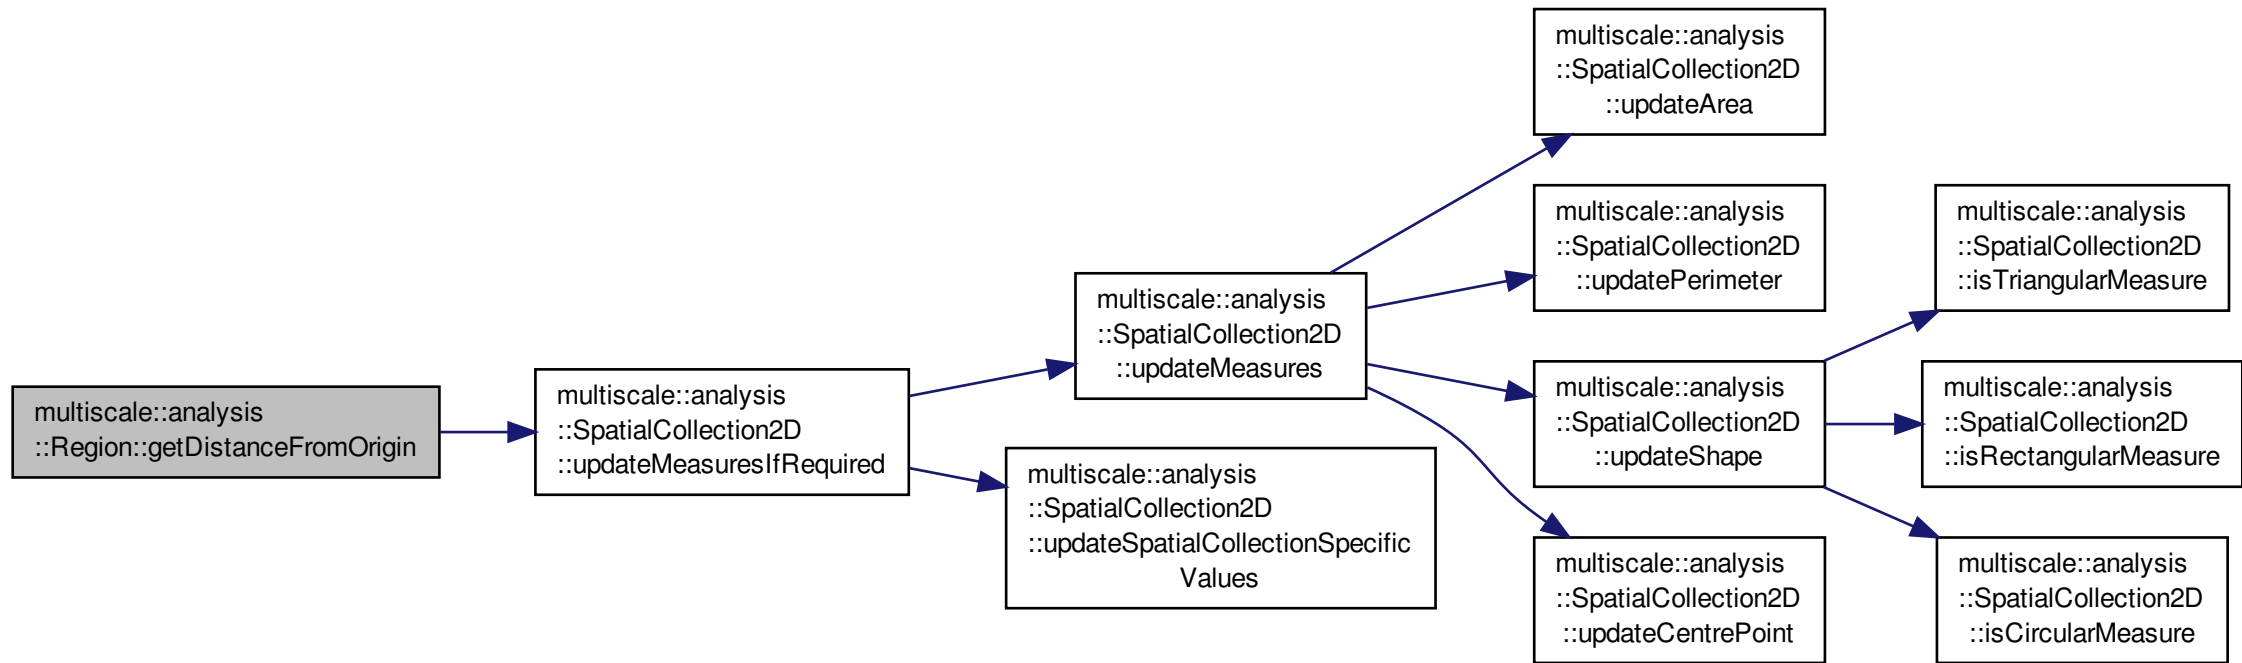 multiscale::analysis
::Region::getDistanceFromOrigin
multiscale::analysis
::SpatialCollection2D
::updateMeasuresIfRequired
multiscale::analysis
::SpatialCollection2D
::updateMeasures
multiscale::analysis
::SpatialCollection2D
::updateSpatialCollectionSpecific
Values
multiscale::analysis
::SpatialCollection2D
::updateArea
multiscale::analysis
::SpatialCollection2D
::updatePerimeter
multiscale::analysis
::SpatialCollection2D
::updateShape
multiscale::analysis
::SpatialCollection2D
::updateCentrePoint
multiscale::analysis
::SpatialCollection2D
::isTriangularMeasure
multiscale::analysis
::SpatialCollection2D
::isRectangularMeasure
multiscale::analysis
::SpatialCollection2D
::isCircularMeasure